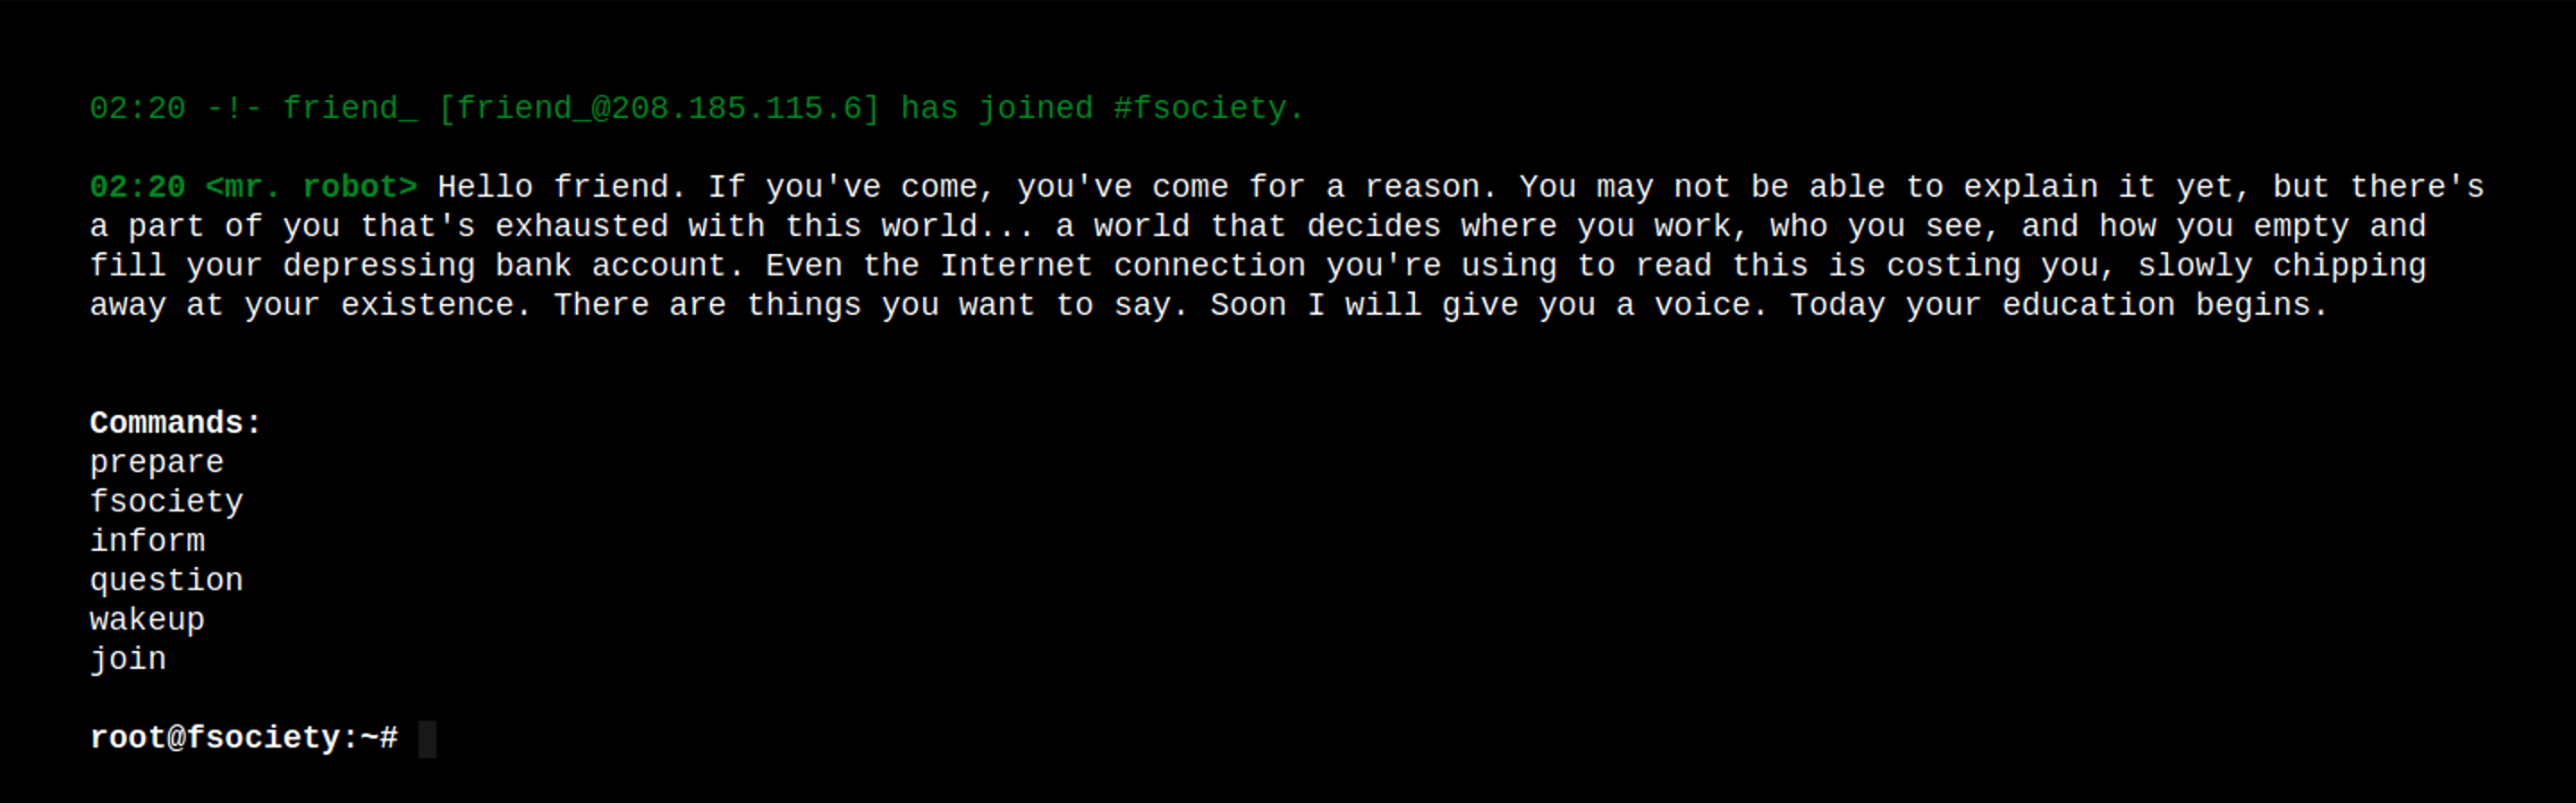 02:20 -!- friend_ [friend_@208.185.115.6] has joined #fsociety.
02:20 <mr. robot> Hello friend. If you've come, you've come for a reason. You may not be able to explain it yet, but there's
a part of you that's exhausted with this world... a world that decides where you work, who you see, and how you empty and
fill your depressing bank account. Even the Internet connection you're using to read this is costing you, slowly chipping
away at your existence. There are things you want to say. Soon I will give you a voice. Today your education begins.
Commands:
prepare
fsociety
inform
question
wakeup
join
root@fsociety:~#